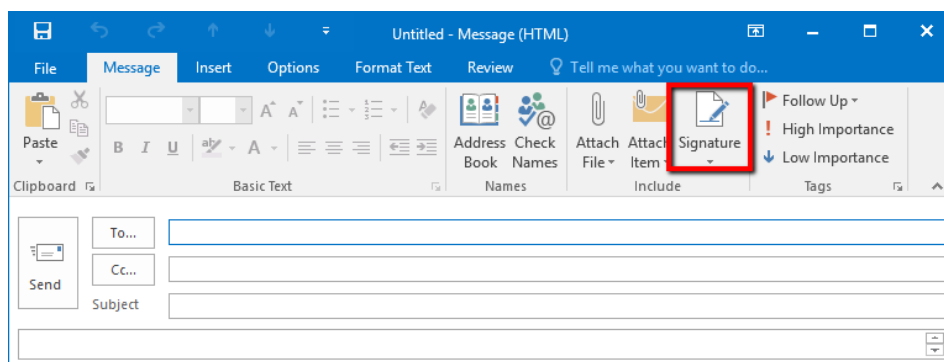 Untitled - Message (HTML)
File Message Insert Options Format Text Review Tell me what you want to do...
Paste
B I U
A A
ab A
Address Book
Check Names
Attach File
Attach Item
Signature
Follow Up
High Importance
Low Importance
Clipboard Basic Text Names Include Tags
Send
To...
Cc...
Subject